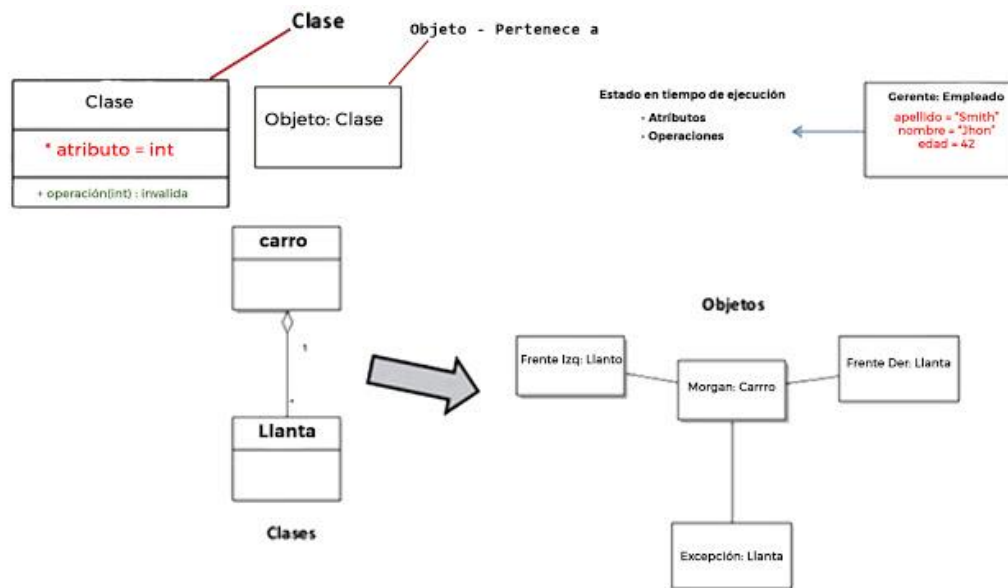 Clase
Objeto - Pertenece a
Clase
* atributo = int
+ operación(int) : invalida
Objeto: Clase
Estado en tiempo de ejecución
- Atributos
- Operaciones
Gerente: Empleado
apellido = "Smith"
nombre = "Jhon"
edad = 42
carro
1
*
Llanta
Clases
Objetos
Frente Izq: Llanto
Morgan: Carrro
Frente Der: Llanta
Excepción: Llanta